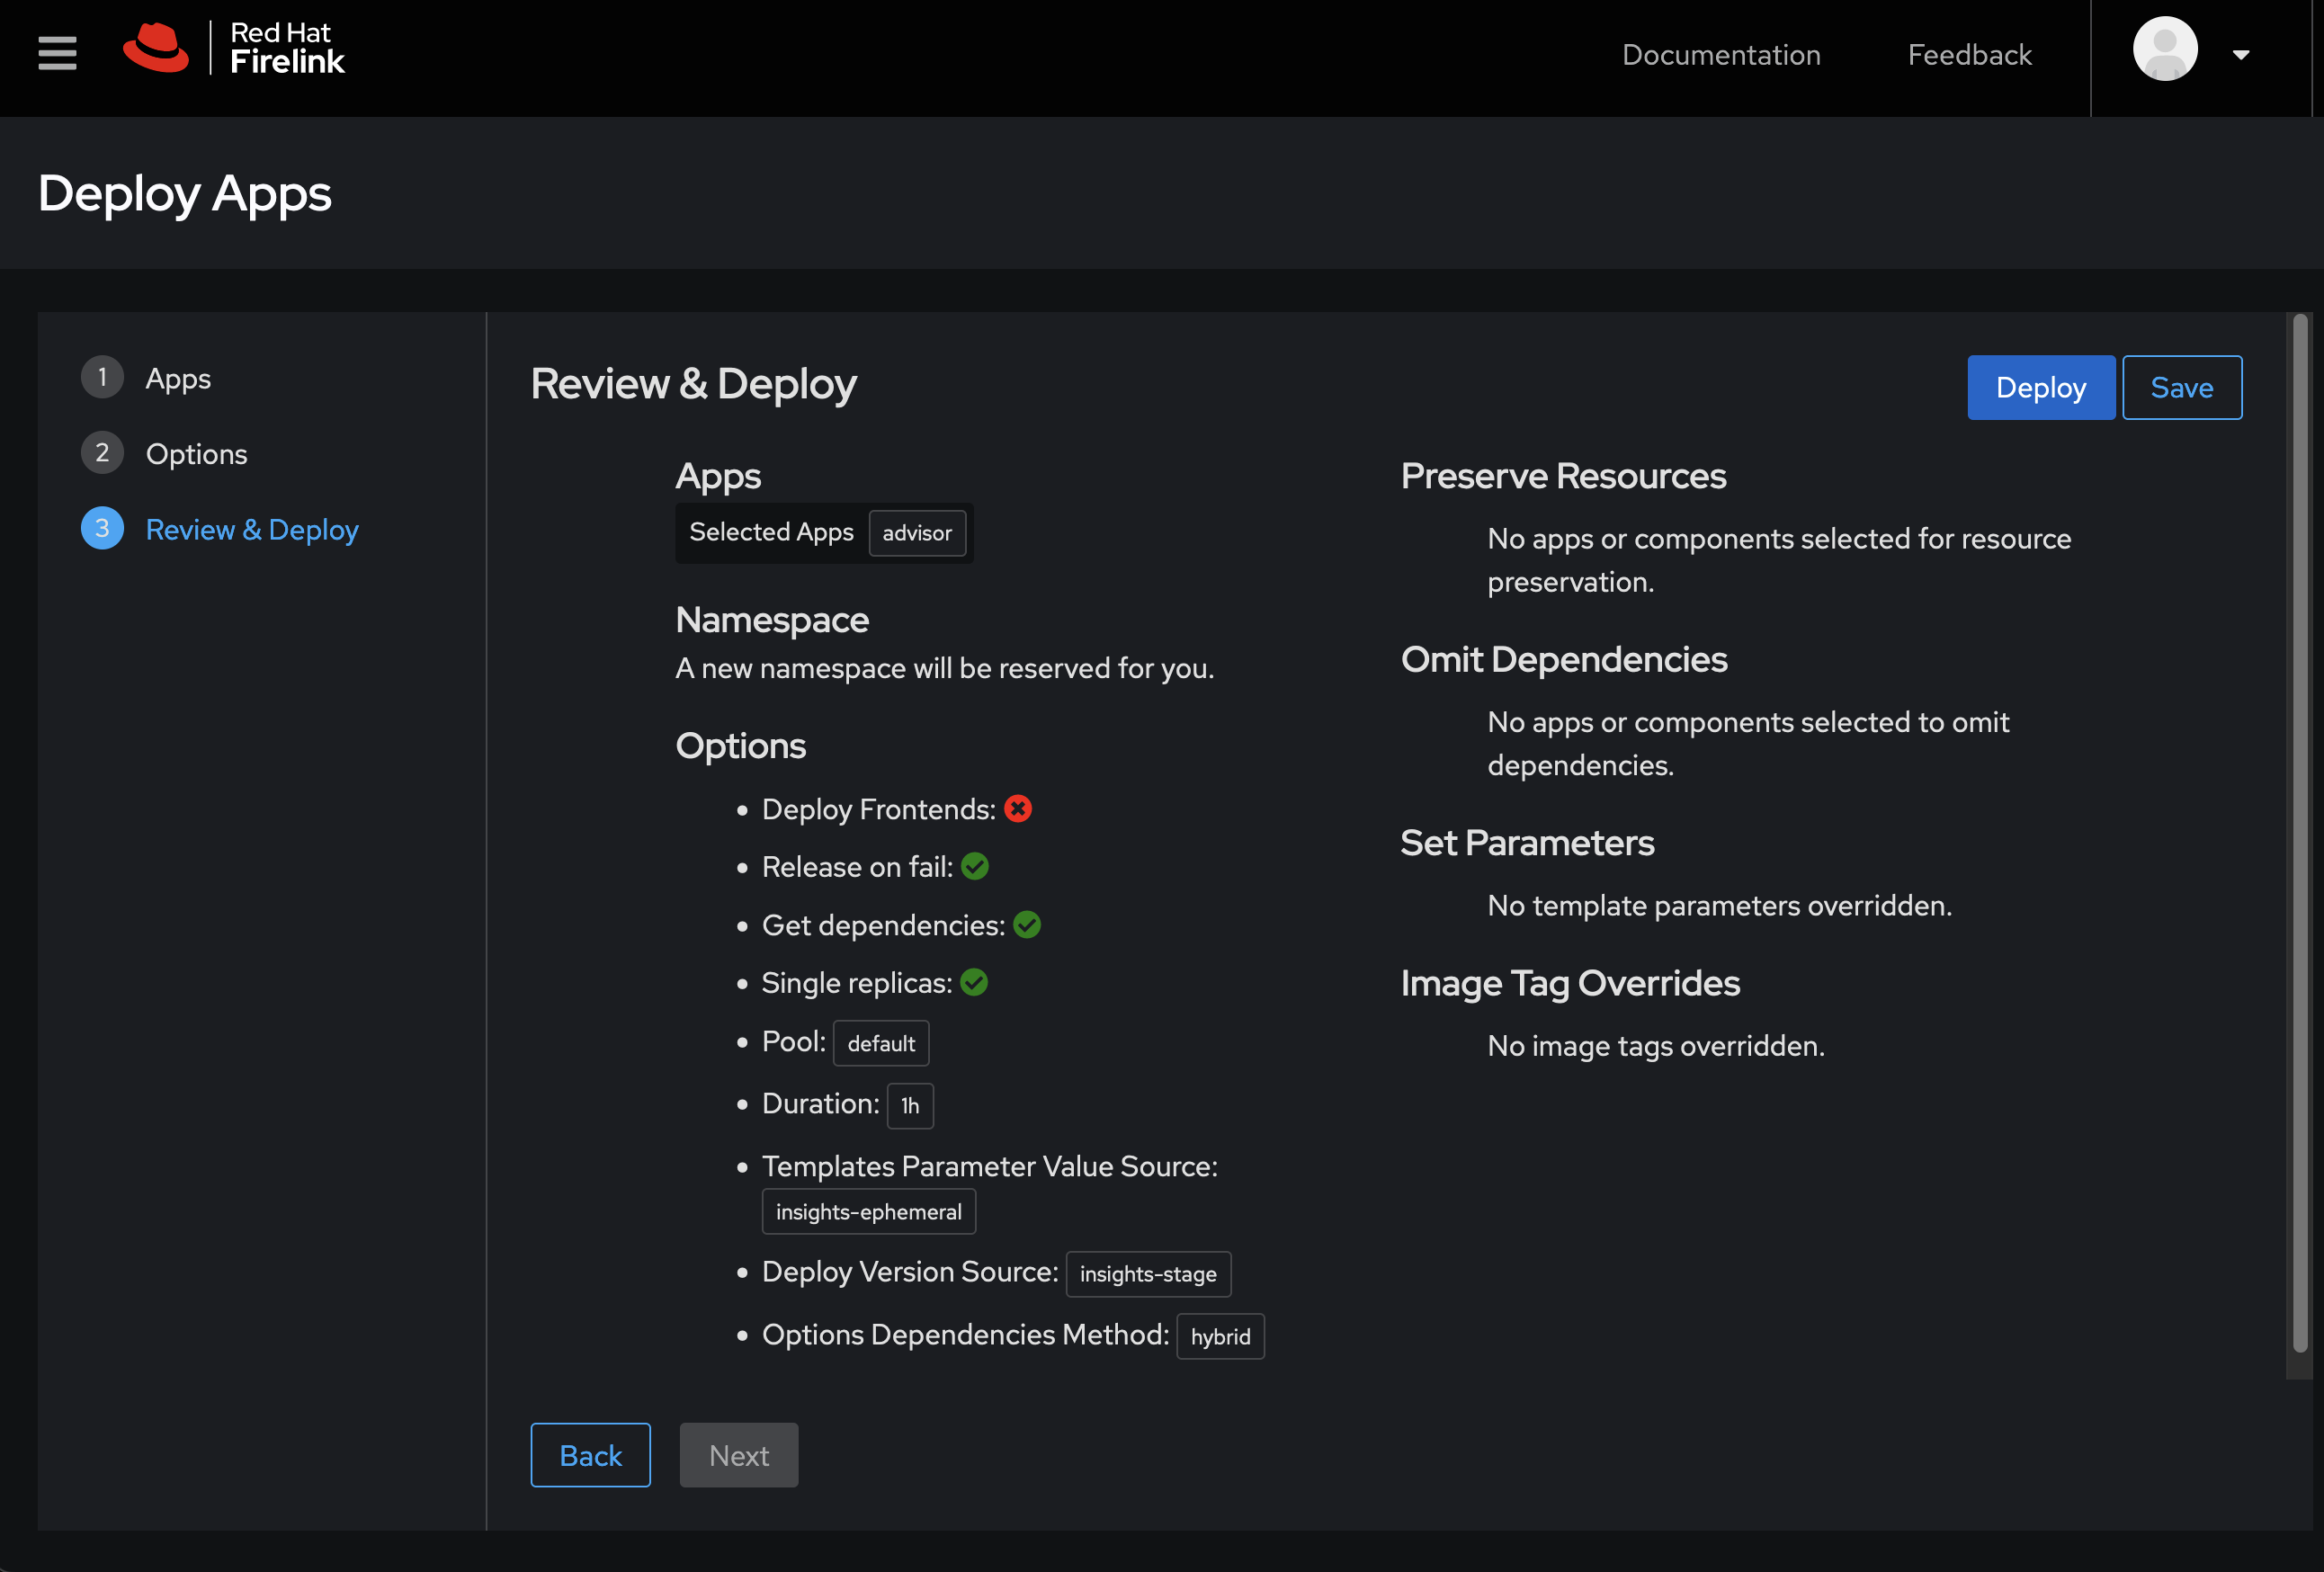 Red Hat
Firelink
Documentation
Feedback
Deploy Apps
1 Apps
2 Options
3 Review & Deploy
Review & Deploy
Deploy
Save
Apps
Selected Apps advisor
Namespace
A new namespace will be reserved for you.
Options
Deploy Frontends:
Release on fail:
Get dependencies:
Single replicas:
Pool: default
Duration: 1h
Templates Parameter Value Source:
insights-ephemeral
Deploy Version Source: insights-stage
Options Dependencies Method: hybrid
Preserve Resources
No apps or components selected for resource
preservation.
Omit Dependencies
No apps or components selected to omit
dependencies.
Set Parameters
No template parameters overridden.
Image Tag Overrides
No image tags overridden.
Back
Next